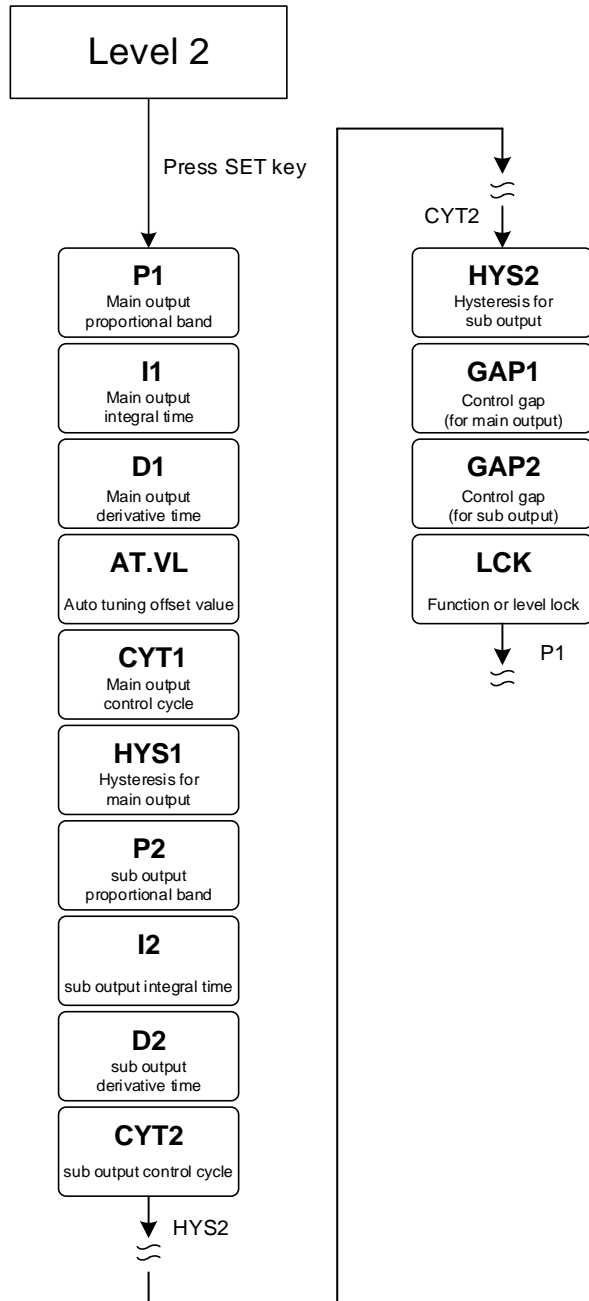 Level 2
Press SET key
P1
Main output
proportional band
I1
Main output
integral time
D1
Main output
derivative time
AT.VL
Auto tuning offset value
CYT1
Main output
control cycle
HYS1
Hysteresis for
main output
P2
sub output
proportional band
I2
sub output integral time
D2
sub output
derivative time
CYT2
sub output control cycle
HYS2
CYT2
HYS2
Hysteresis for
sub output
GAP1
Control gap
(for main output)
GAP2
Control gap
(for sub output)
LCK
Function or level lock
P1